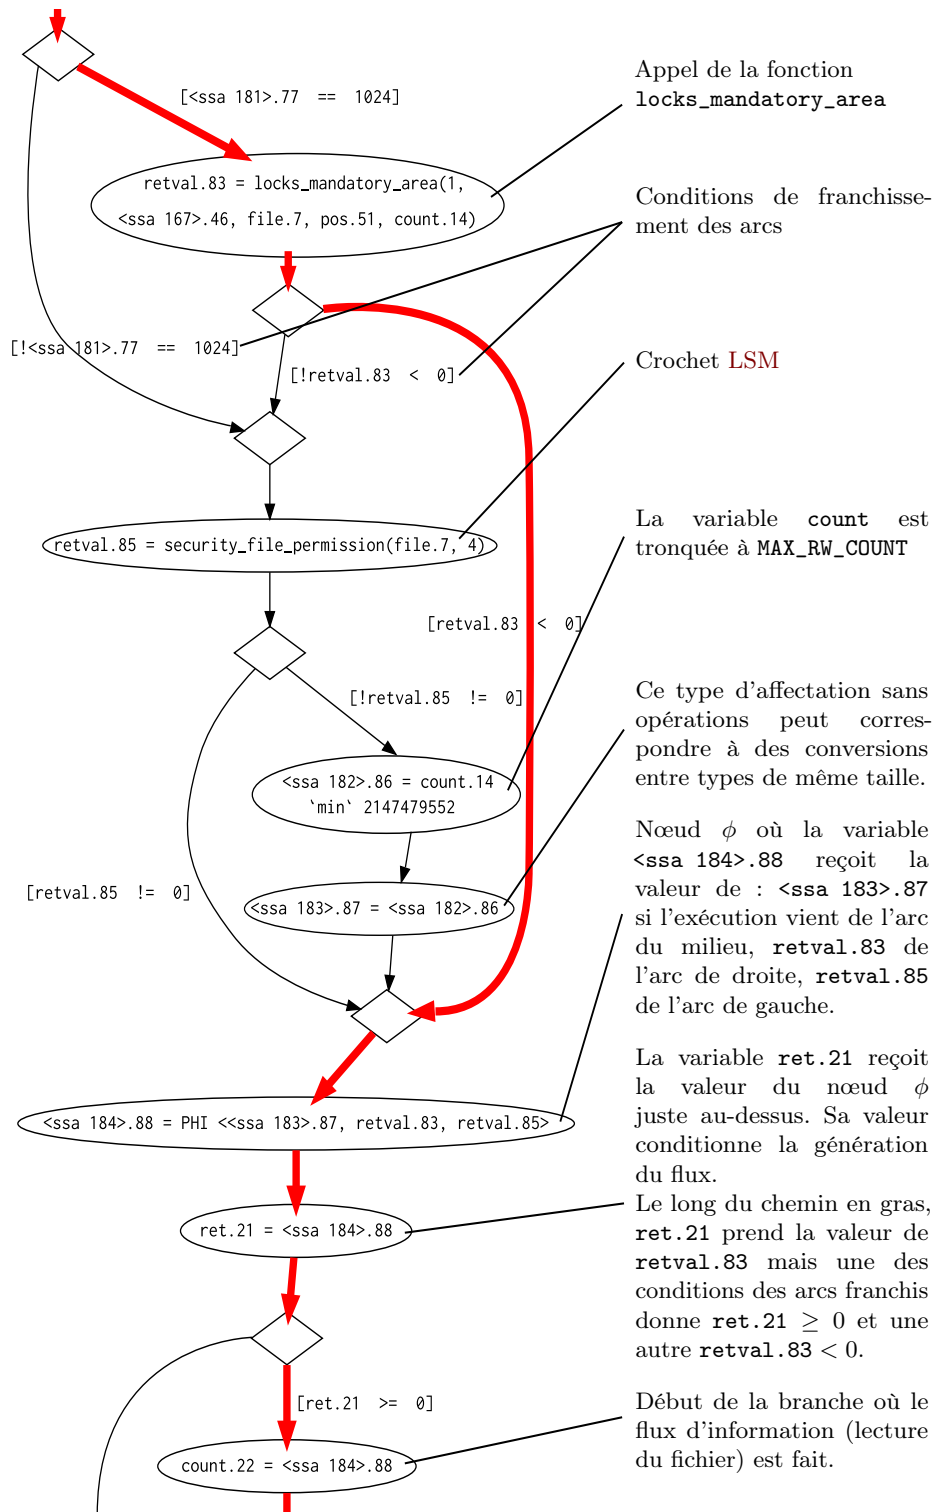 [<ssa 181>.77 == 1024]
Appel de la fonction
locks_mandatory_area
retval.83 = locks_mandatory_area(1,
<ssa 167>.46, file.7, pos.51, count.14)
Conditions de franchisse-
ment des arcs
[!<ssa 181>.77 == 1024]
[!retval.83 < 0]
Crochet LSM
retval.85 = security_file_permission(file.7, 4)
La variable count est
tronquée à MAX_RW_COUNT
[retval.83 < 0]
[!retval.85 != 0]
Ce type d'affectation sans
opérations peut corres-
pondre à des conversions
entre types de même taille.
<ssa 182>.86 = count.14
`min` 2147479552
[retval.85 != 0]
<ssa 183>.87 = <ssa 182>.86
Nœud ϕ où la variable
<ssa 184>.88 reçoit la
valeur de : <ssa 183>.87
si l'exécution vient de l'arc
du milieu, retval.83 de
l'arc de droite, retval.85
de l'arc de gauche.
<ssa 184>.88 = PHI <<ssa 183>.87, retval.83, retval.85>
La variable ret.21 reçoit
la valeur du nœud ϕ
juste au-dessus. Sa valeur
conditionne la génération
du flux.
Le long du chemin en gras,
ret.21 prend la valeur de
retval.83 mais une des
conditions des arcs franchis
donne ret.21 ≥ 0 et une
autre retval.83 < 0.
ret.21 = <ssa 184>.88
[ret.21 >= 0]
Début de la branche où le
flux d'information (lecture
du fichier) est fait.
count.22 = <ssa 184>.88